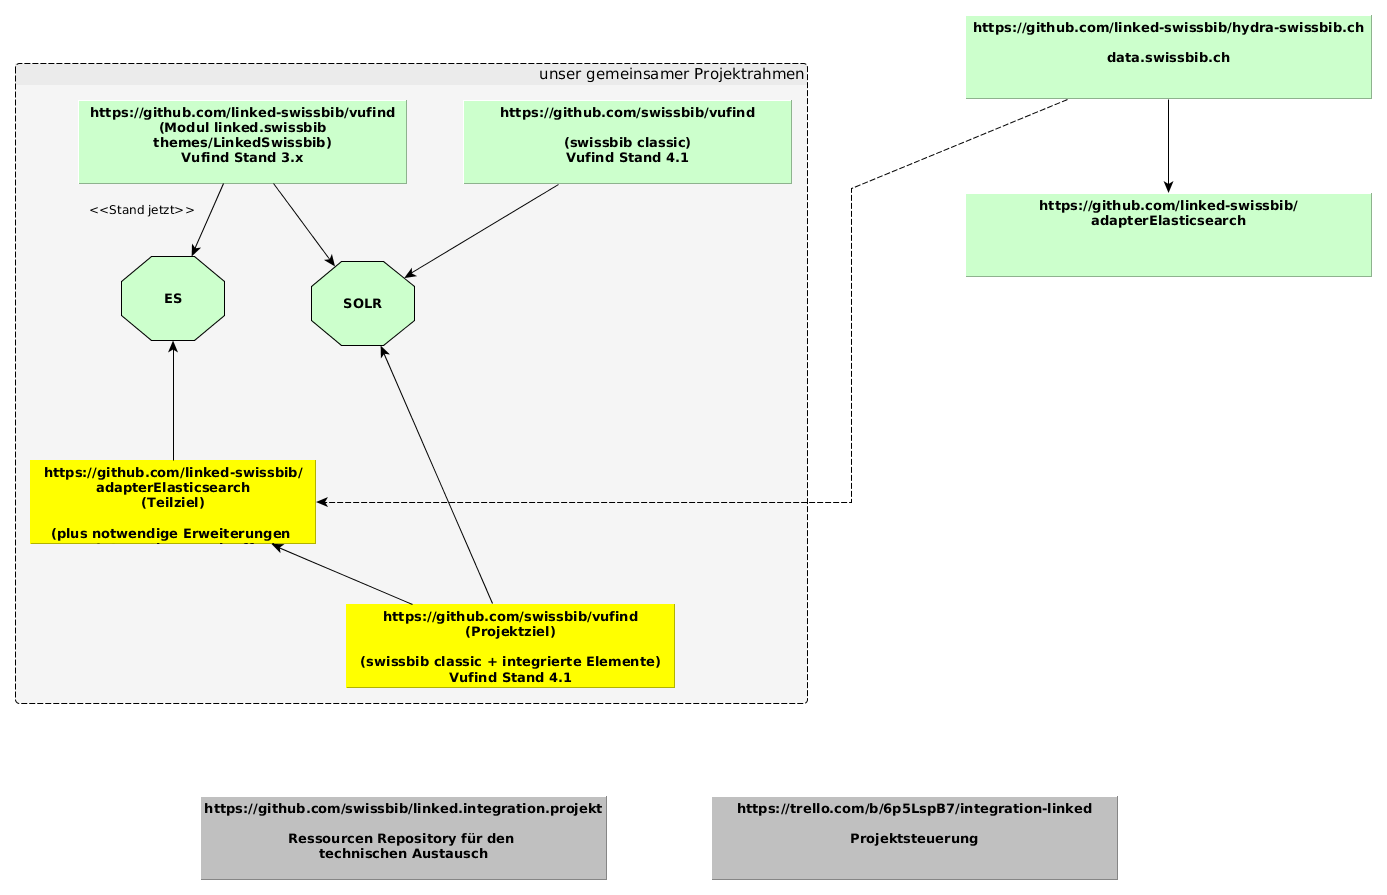 https://github.com/linked-swissbib/hydra-swissbib.ch
data.swissbib.ch
unser gemeinsamer Projektrahmen
https://github.com/linked-swissbib/vufind
(Modul linked.swissbib
themes/LinkedSwissbib)
Vufind Stand 3.x
https://github.com/swissbib/vufind
(swissbib classic)
Vufind Stand 4.1
https://github.com/linked-swissbib/
adapterElasticsearch
<<Stand jetzt>>
ES
SOLR
https://github.com/linked-swissbib/
adapterElasticsearch
(Teilziel)
(plus notwendige Erweiterungen
https://github.com/swissbib/vufind
(Projektziel)
(swissbib classic + integrierte Elemente)
Vufind Stand 4.1
https://github.com/swissbib/linked.integration.projekt
Ressourcen Repository für den
technischen Austausch
https://trello.com/b/6p5LspB7/integration-linked
Projektsteuerung